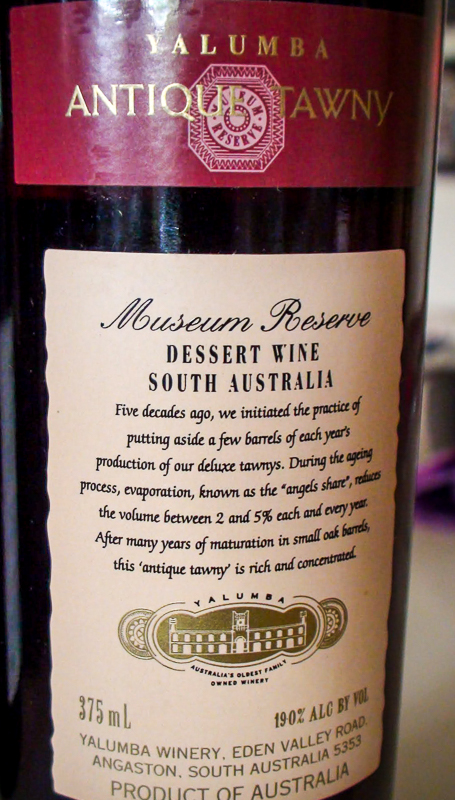 YALUMBA
ANTIQUE TAWNY
MUSEUM
RESERVE
Museum Reserve
DESSERT WINE
SOUTH AUSTRALIA
Five decades ago, we initiated the practice of
putting aside a few barrels of each year's
production of our deluxe tawnys. During the ageing
process, evaporation, known as the "angels share", reduces
the volume between 2 and 5% each and every year.
After many years of maturation in small oak barrels,
this 'antique tawny' is rich and concentrated.
YALUMBA
AUSTRALIA'S OLDEST FAMILY
OWNED WINERY
375 mL
19·0% ALC BY VOL
YALUMBA WINERY, EDEN VALLEY ROAD.
ANGASTON, SOUTH AUSTRALIA 5353
PRODUCT OF AUSTRALIA